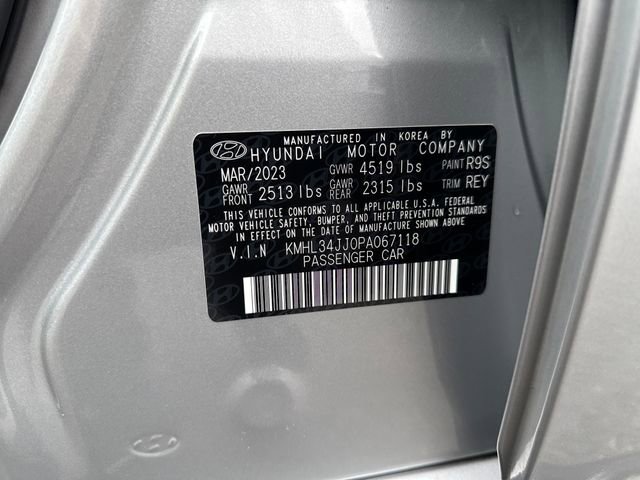 MANUFACTURED IN KOREA BY
HYUNDAI MOTOR COMPANY
MAR/2023 GVWR 4519 lbs PAINT R9S
GAWR FRONT 2513 lbs GAWR REAR 2315 lbs TRIM REY
THIS VEHICLE CONFORMS TO ALL APPLICABLE U.S.A. FEDERAL
MOTOR VEHICLE SAFETY, BUMPER, AND THEFT PREVENTION STANDARDS
IN EFFECT ON THE DATE OF MANUFACTURE SHOWN ABOVE.
V.I.N KMHL34JJ0PA067118
PASSENGER CAR